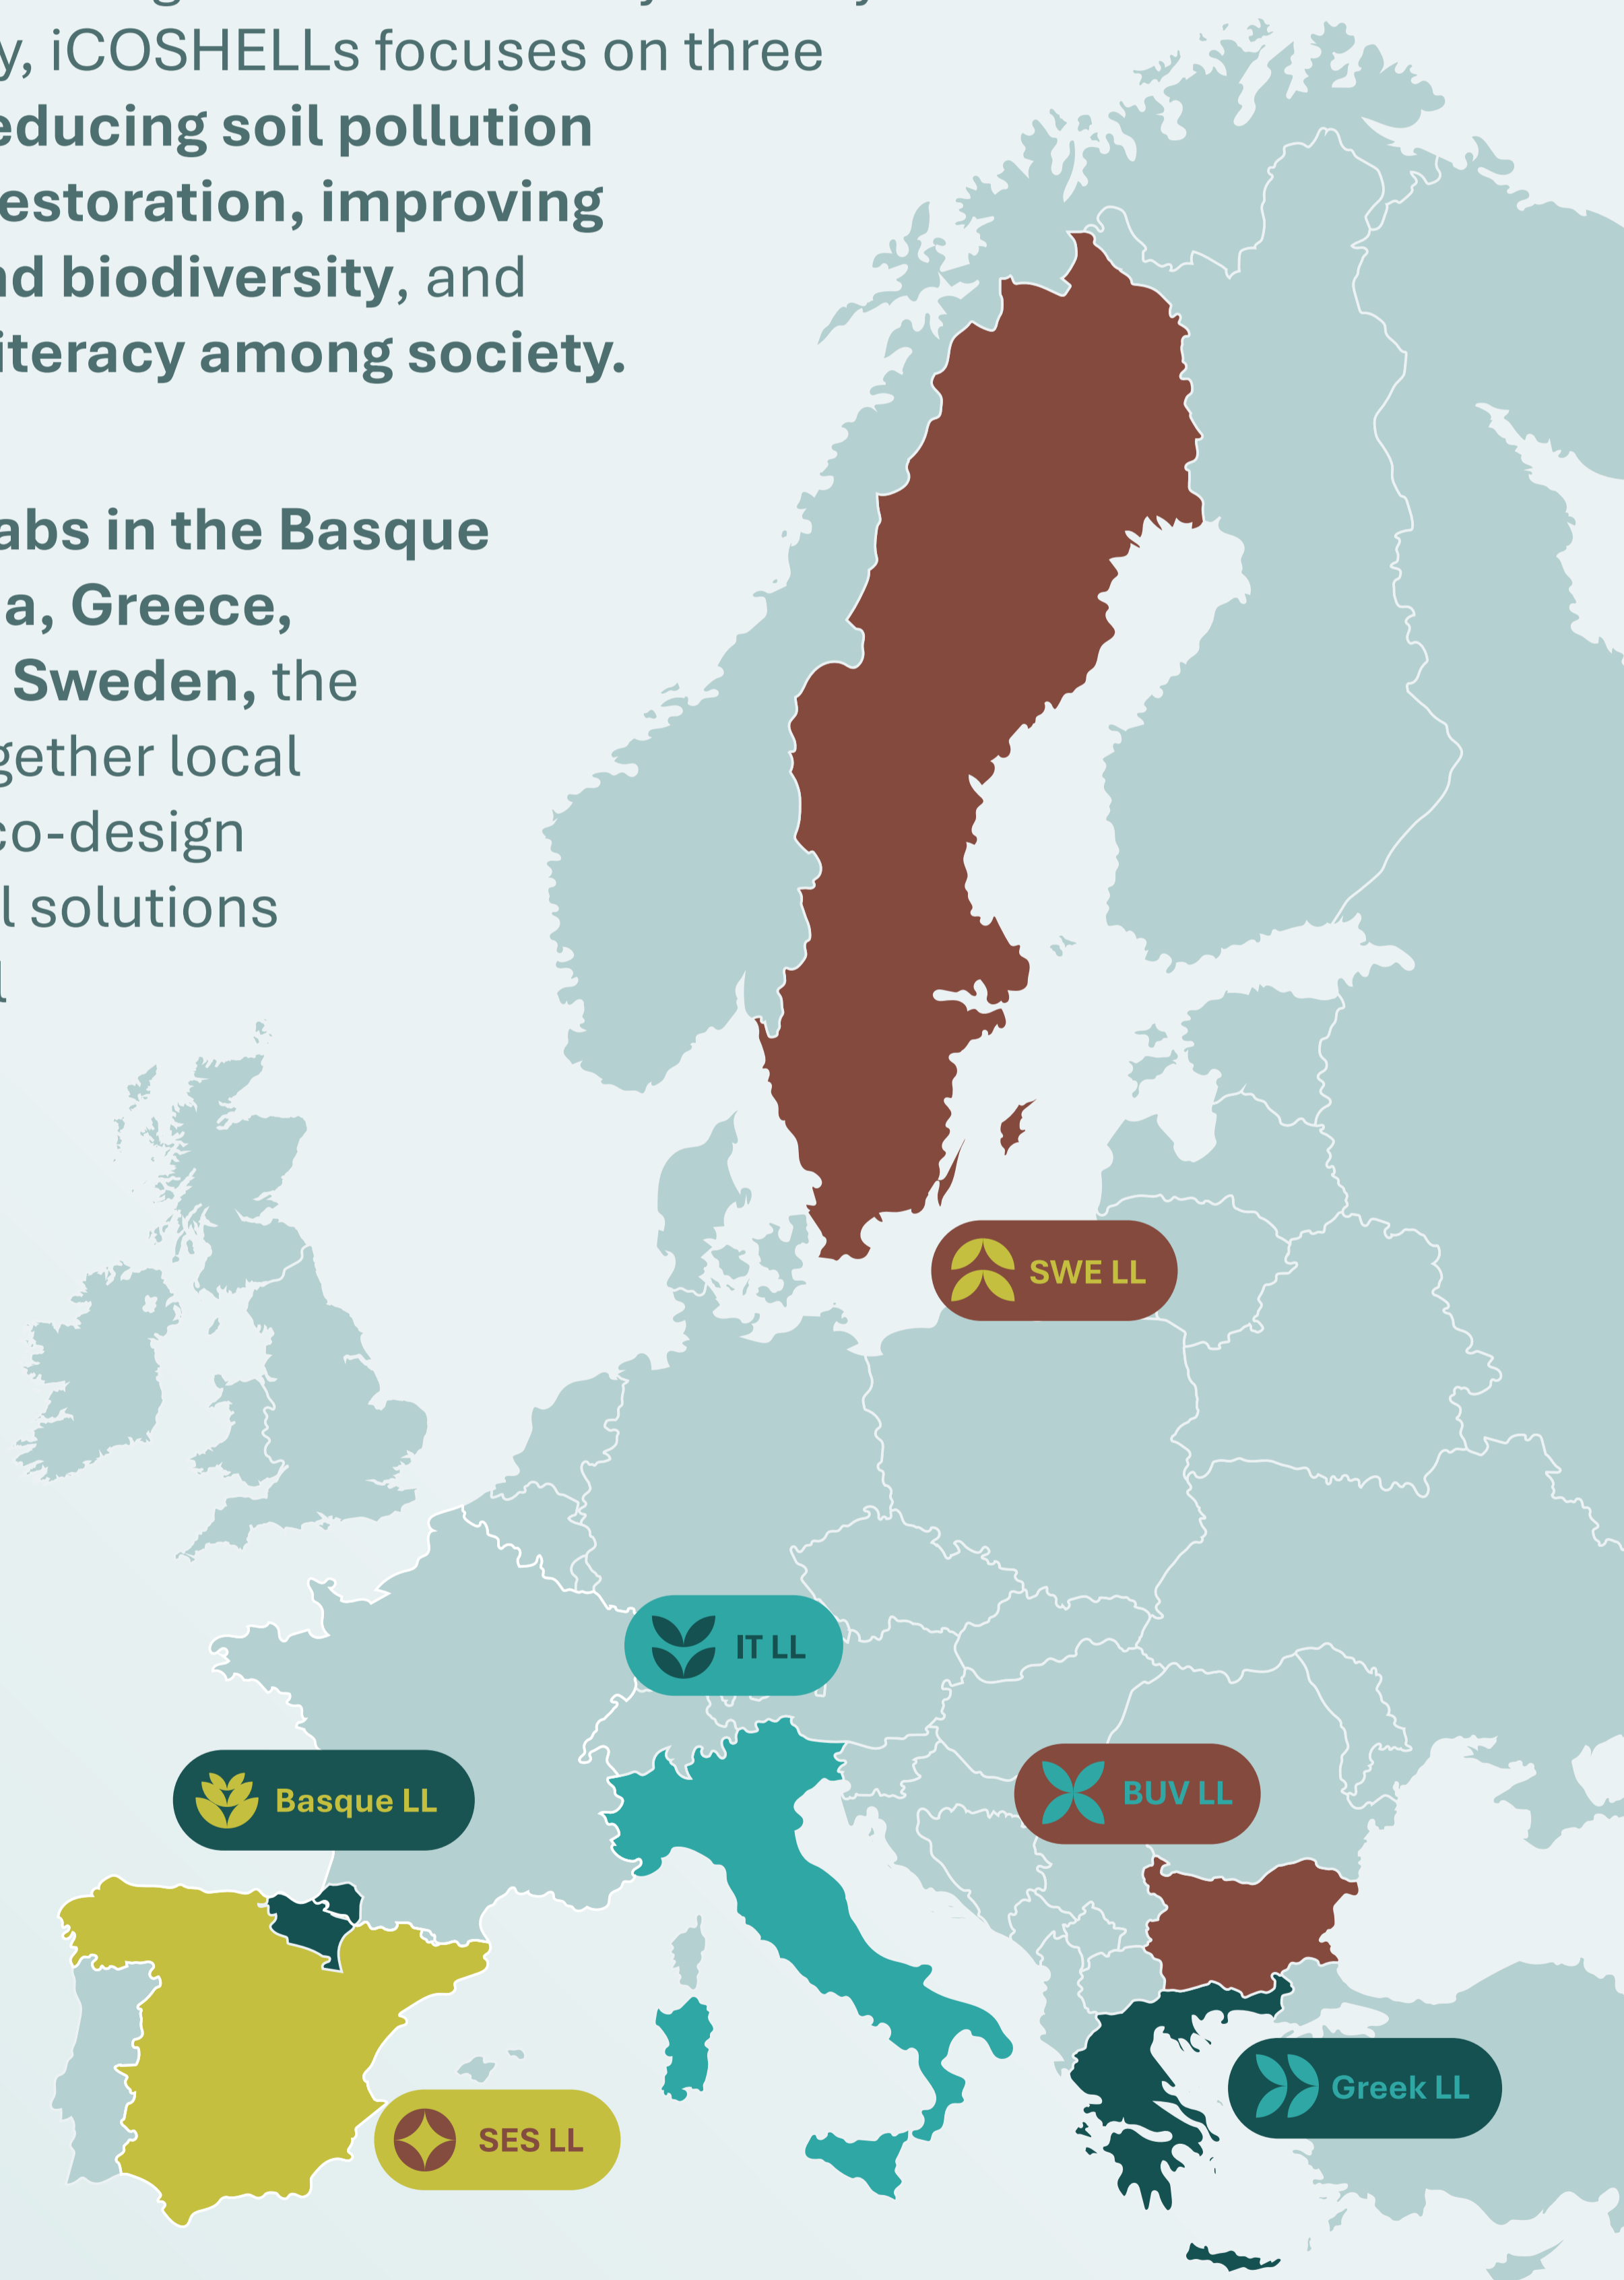 , iCOSHELLs focuses on three
educing soil pollution
estoration, improving
nd biodiversity, and
iteracy among society.
abs in the Basque
a, Greece,
Sweden, the
gether local
co-design
l solutions
SWE LL
IT LL
Basque LL
BUV LL
Greek LL
SES LL